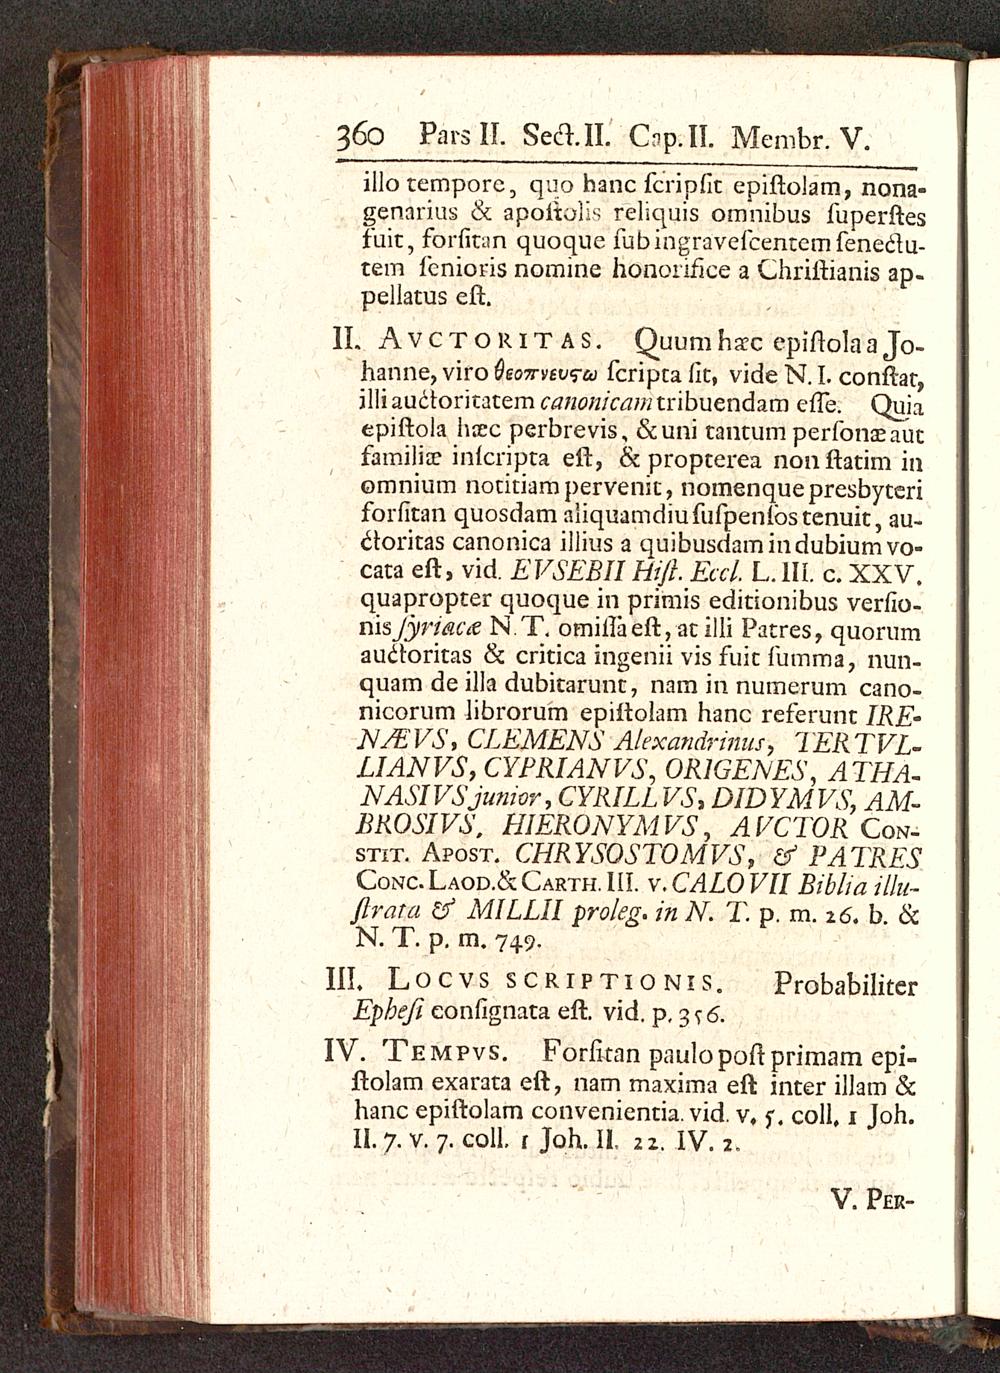 360 Pars II. Sect. II. Cap. II. Membr. V.
illo tempore, quo hanc ſcripſit epiſtolam, nona-
genarius & apoſtolis reliquis omnibus ſuperſtes
fuit, forſitan quoque ſub ingraveſcentem ſenectu-
tem ſenioris nomine honorifice a Chriſtianis ap-
pellatus eſt.
II. AVCTORITAS. Quum hæc epiſtola a Jo-
hanne, viro θεοπνευϛω ſcripta ſit, vide N. I. conſtat,
illi auctoritatem canonicam tribuendam eſſe. Quia
epiſtola hæc perbrevis, & uni tantum perſonæ aut
familiæ inſcripta eſt, & propterea non ſtatim in
omnium notitiam pervenit, nomenque presbyteri
forſitan quosdam aliquamdiu ſuſpenſos tenuit, au-
ctoritas canonica illius a quibusdam in dubium vo-
cata eſt, vid. EVSEBII Hiſt. Eccl. L. III. c. XXV.
quapropter quoque in primis editionibus verſio-
nis ſyriacæ N. T. omiſſa eſt, at illi Patres, quorum
auctoritas & critica ingenii vis fuit ſumma, nun-
quam de illa dubitarunt, nam in numerum cano-
nicorum librorum epiſtolam hanc referunt IRE-
NÆVS, CLEMENS Alexandrinus, TERTVL-
LIANVS, CYPRIANVS, ORIGENES, ATHA-
NASIVS junior, CYRILLVS, DIDYMVS, AM-
BROSIVS, HIERONYMVS, AVCTOR CON-
STIT. APOST. CHRYSOSTOMVS, & PATRES
CONC. LAOD. & CARTH. III. v. CALOVII Biblia illu-
ſtrata & MILLII proleg. in N. T. p. m. 26. b. &
N. T. p. m. 749.
III. LOCVS SCRIPTIONIS. Probabiliter
Epheſi conſignata eſt. vid. p. 356.
IV. TEMPVS. Forſitan paulo poſt primam epi-
ſtolam exarata eſt, nam maxima eſt inter illam &
hanc epiſtolam convenientia. vid. v. 5. coll. 1 Joh.
II. 7. v. 7. coll. 1 Joh. II. 22. IV. 2.
V. PER-